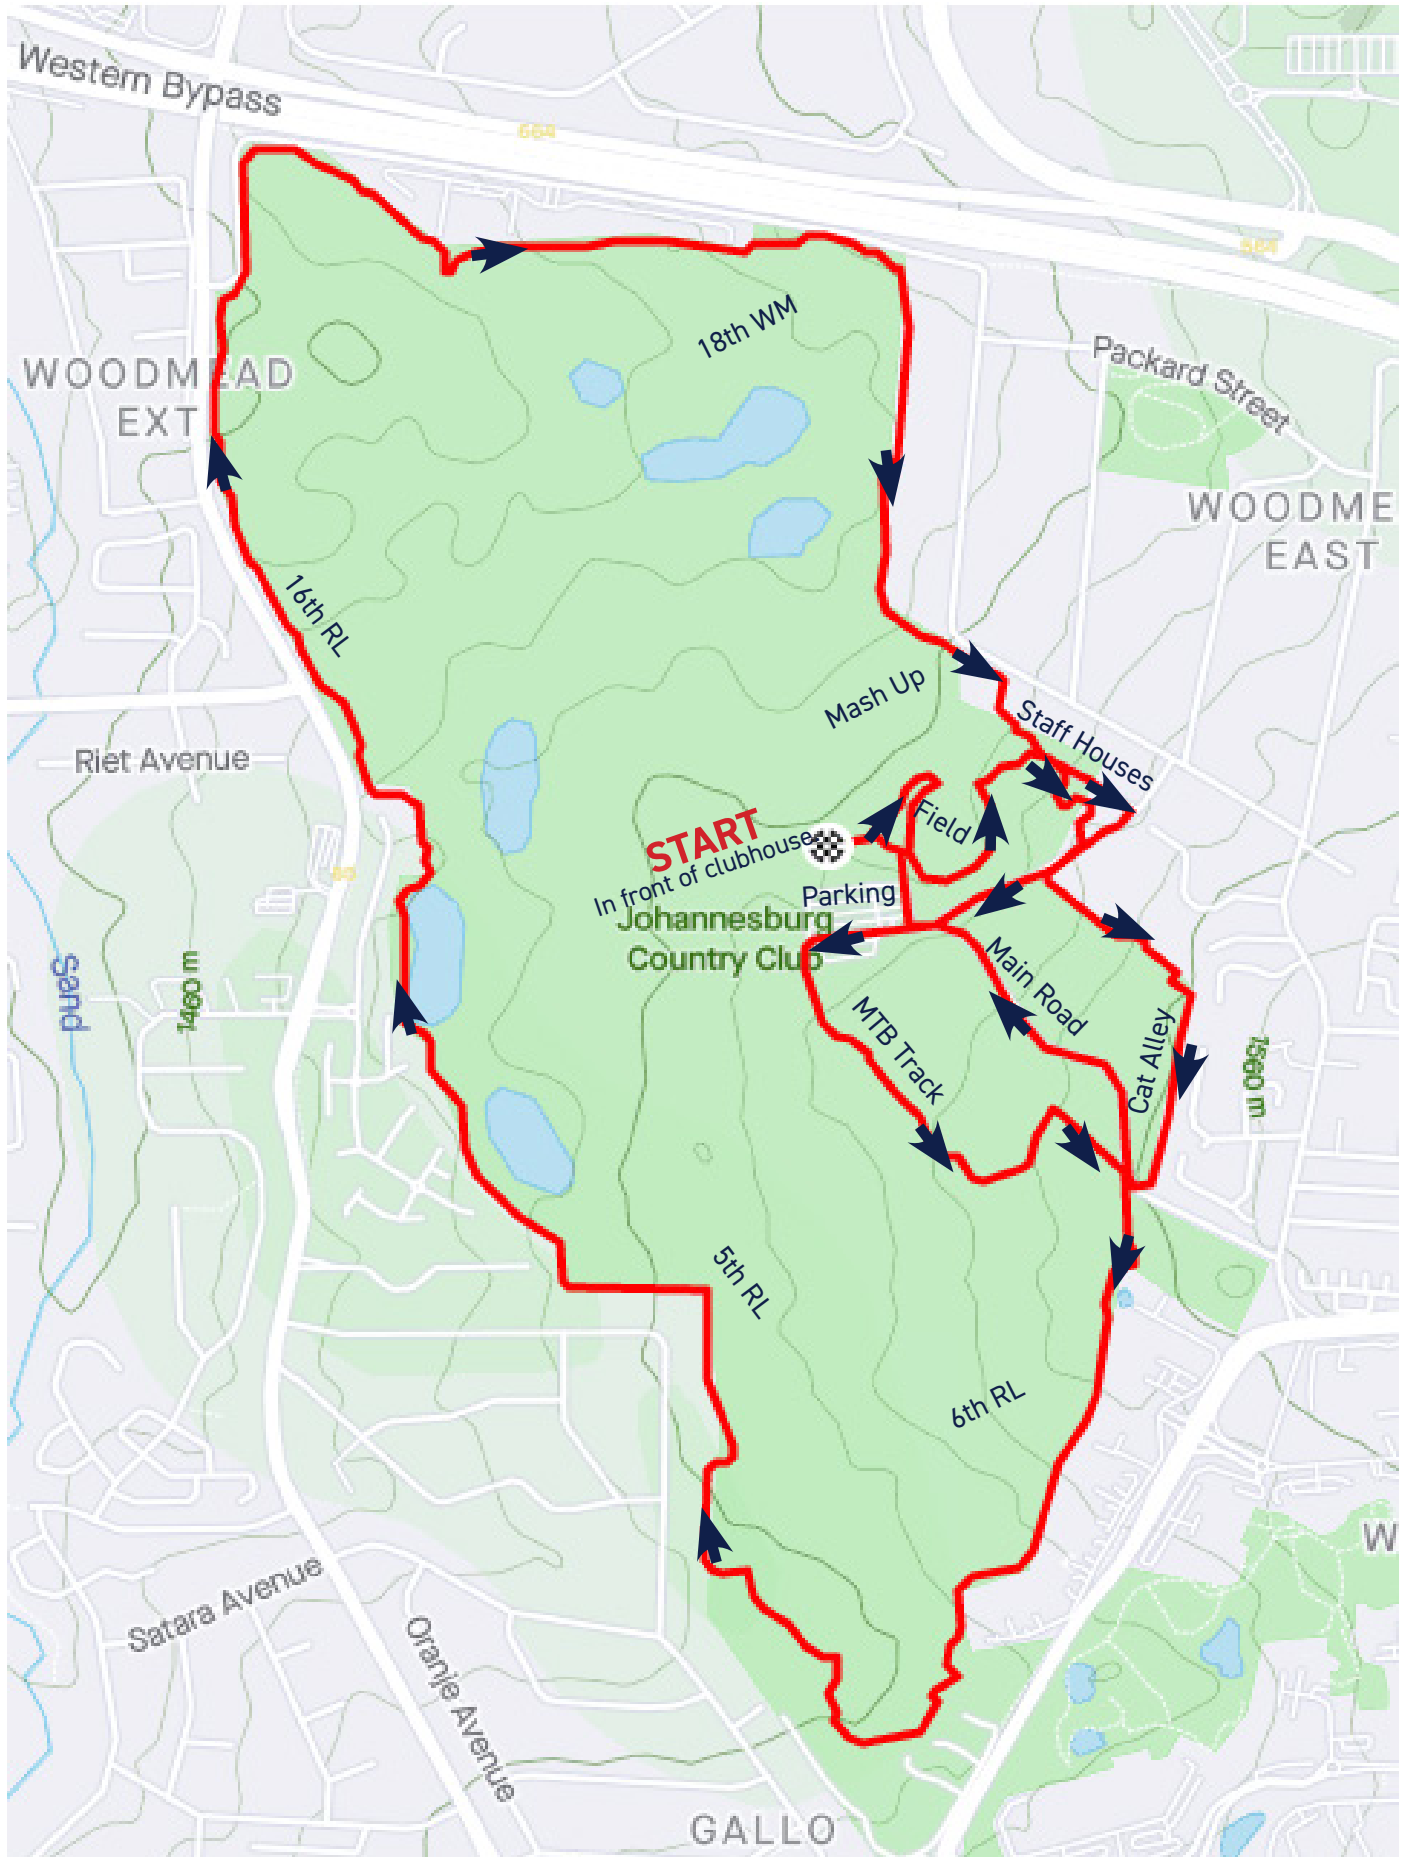 Western Bypass
664
564
18th WM
Packard Street
WOODMEAD
EXT
WOODME
EAST
16th RL
Mash Up
Staff Houses
Riet Avenue
START
In front of clubhouse
Field
Parking
Johannesburg
Country Club
Main Road
MTB Track
Cat Alley
Sand
1460 m
1560 m
5th RL
6th RL
W
Satara Avenue
Oranje Avenue
GALLO